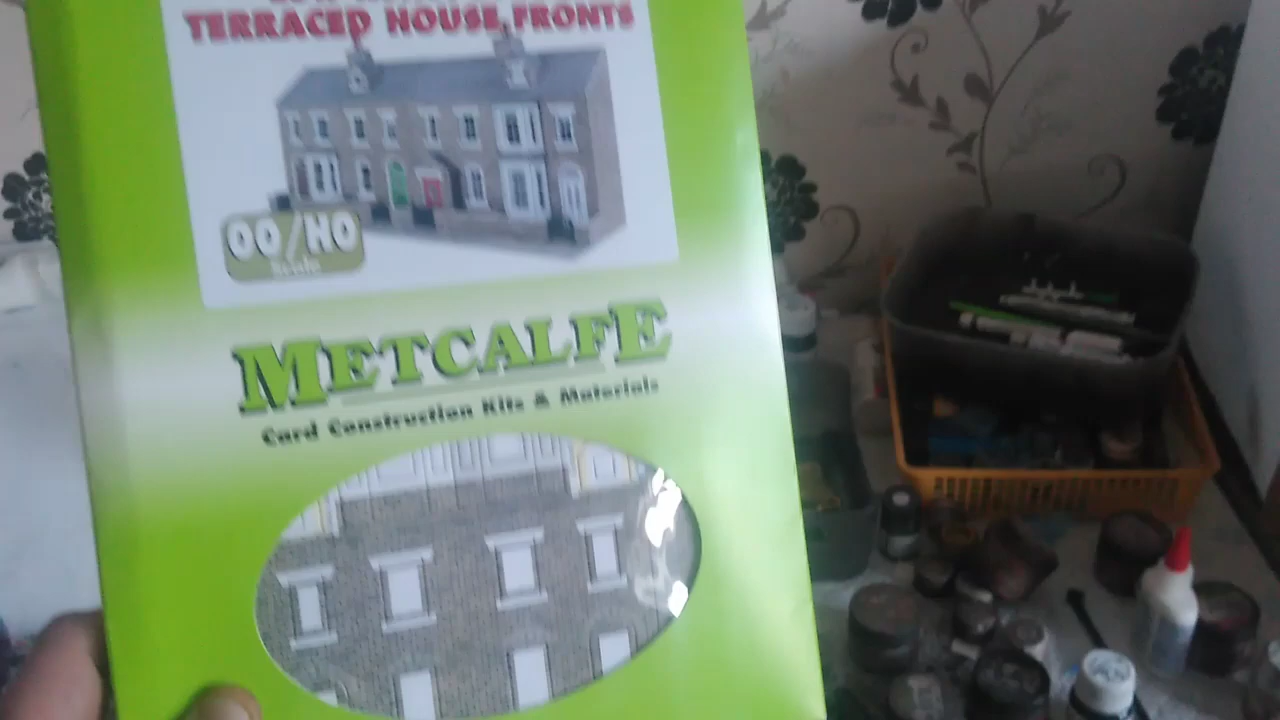 TERRACED HOUSE FRONTS
OO/HO
Scale
METCALFE
Card Construction Kits & Materials